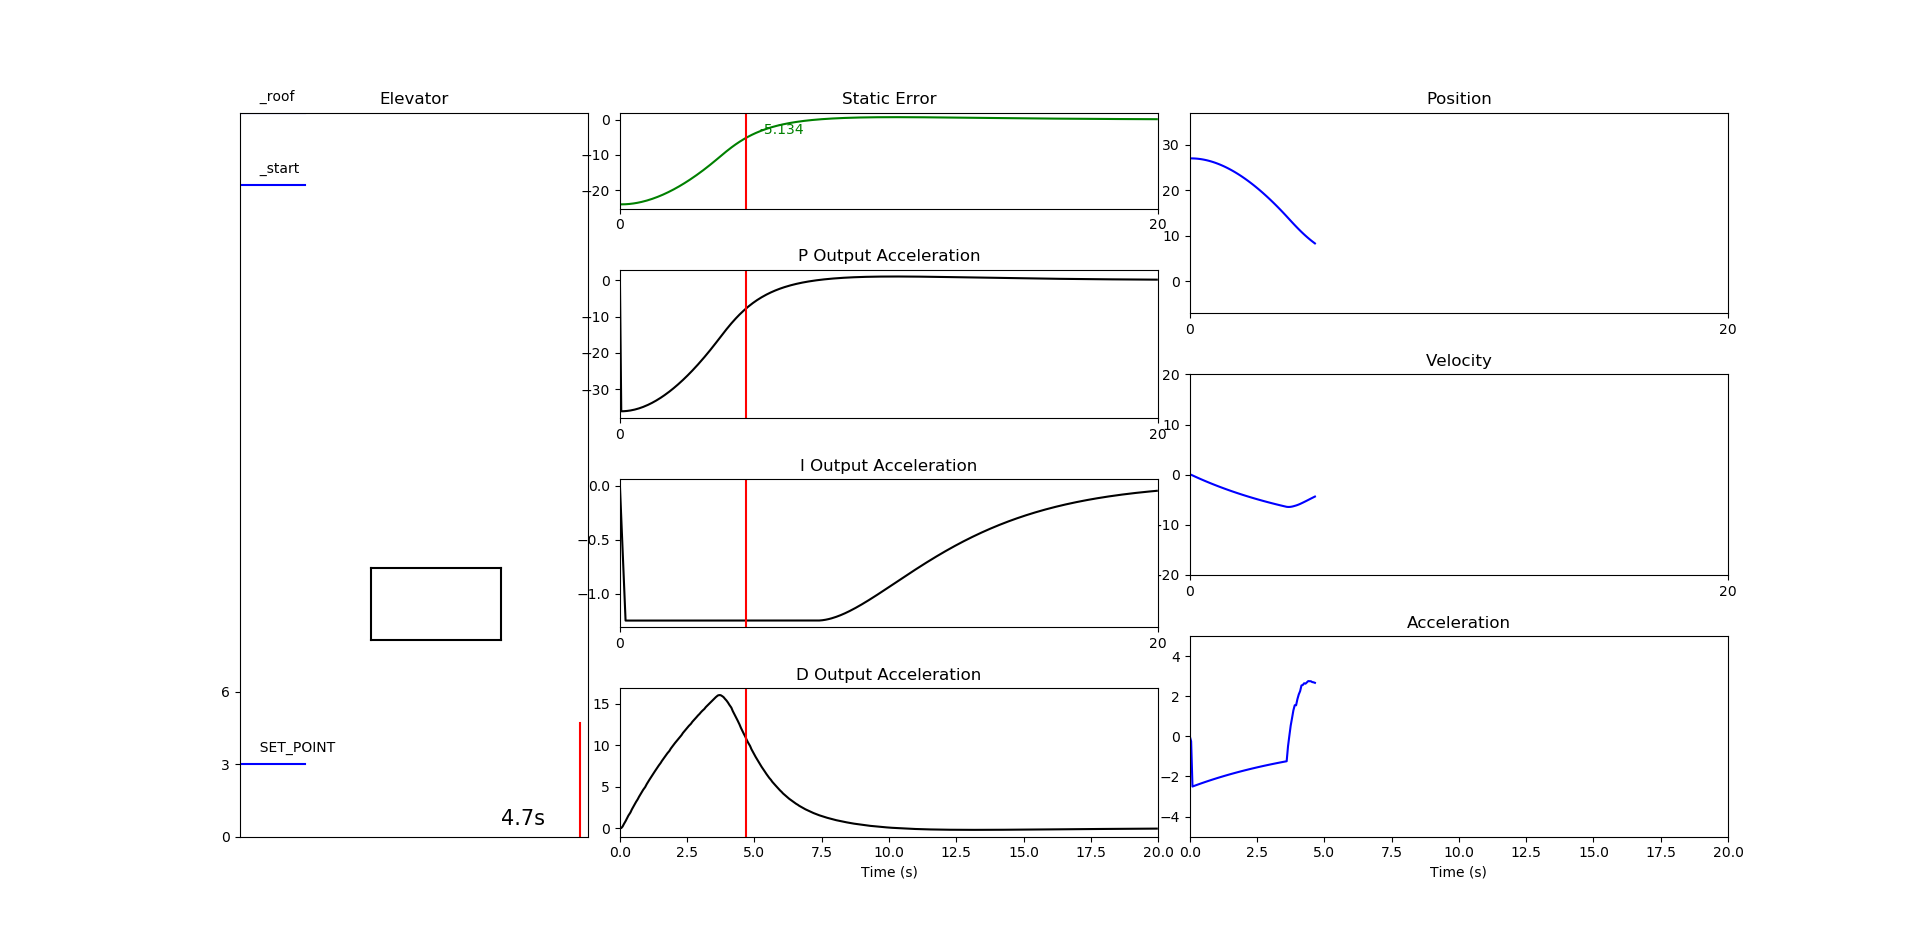 _roof
Elevator
_start
6
SET_POINT
3
4.7s
0
Static Error
0
−10
−20
-5.134
0
20
P Output Acceleration
0
−10
−20
−30
0
20
I Output Acceleration
0.0
−0.5
−1.0
0
20
D Output Acceleration
15
10
5
0
0.0 2.5 5.0 7.5 10.0 12.5 15.0 17.5 20.0
Time (s)
Position
30
20
10
0
0
20
Velocity
20
10
0
−10
−20
0
20
Acceleration
4
2
0
−2
−4
0.0 2.5 5.0 7.5 10.0 12.5 15.0 17.5 20.0
Time (s)